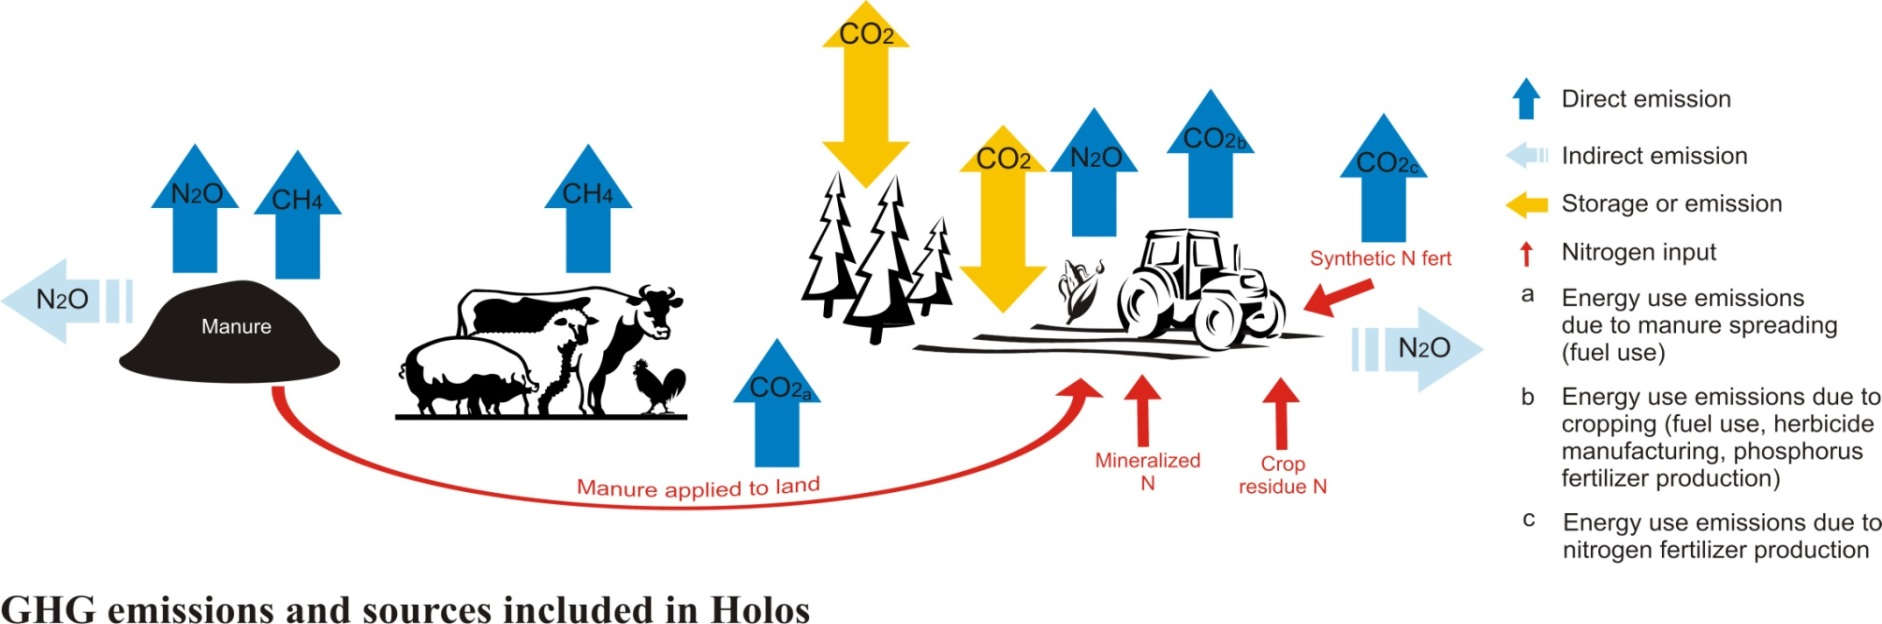 CO2
CO2
N2O
CO2b
CO2c
N2O
CH4
CH4
N2O
Manure
Synthetic N fert
N2O
CO2a
Manure applied to land
Mineralized
N
Crop
residue N
Direct emission
Indirect emission
Storage or emission
Nitrogen input
a Energy use emissions
due to manure spreading
(fuel use)
b Energy use emissions due to
cropping (fuel use, herbicide
manufacturing, phosphorus
fertilizer production)
c Energy use emissions due to
nitrogen fertilizer production
GHG emissions and sources included in Holos